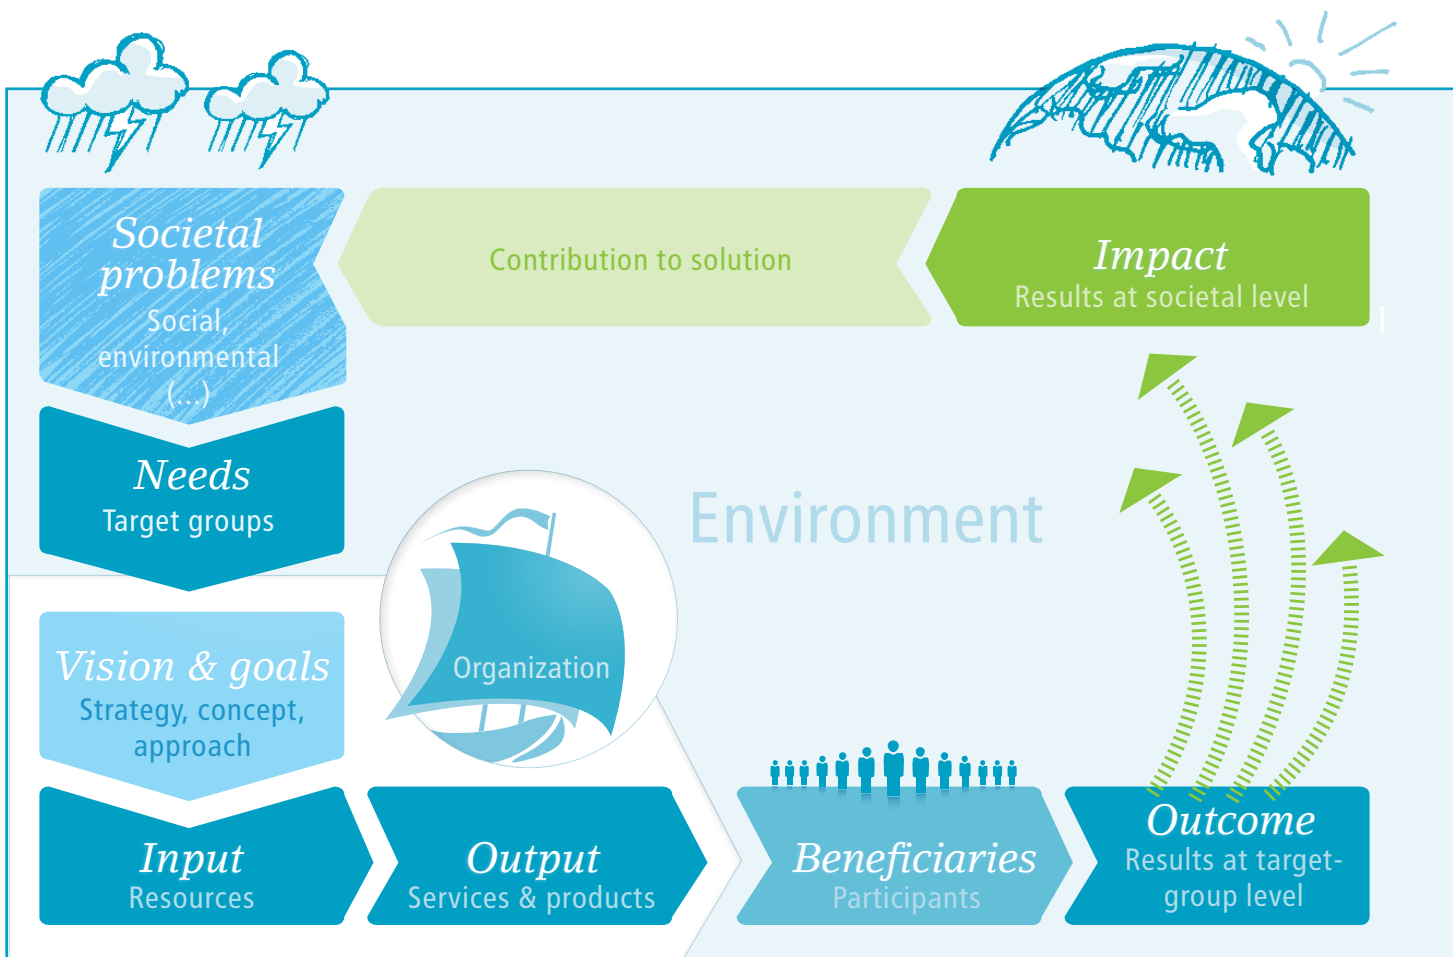 Societal
problems
Social,
environmental
(...)
Contribution to solution
Impact
Results at societal level
Needs
Target groups
Environment
Vision & goals
Strategy, concept,
approach
Organization
Input
Resources
Output
Services & products
Beneficiaries
Participants
Outcome
Results at target-
group level